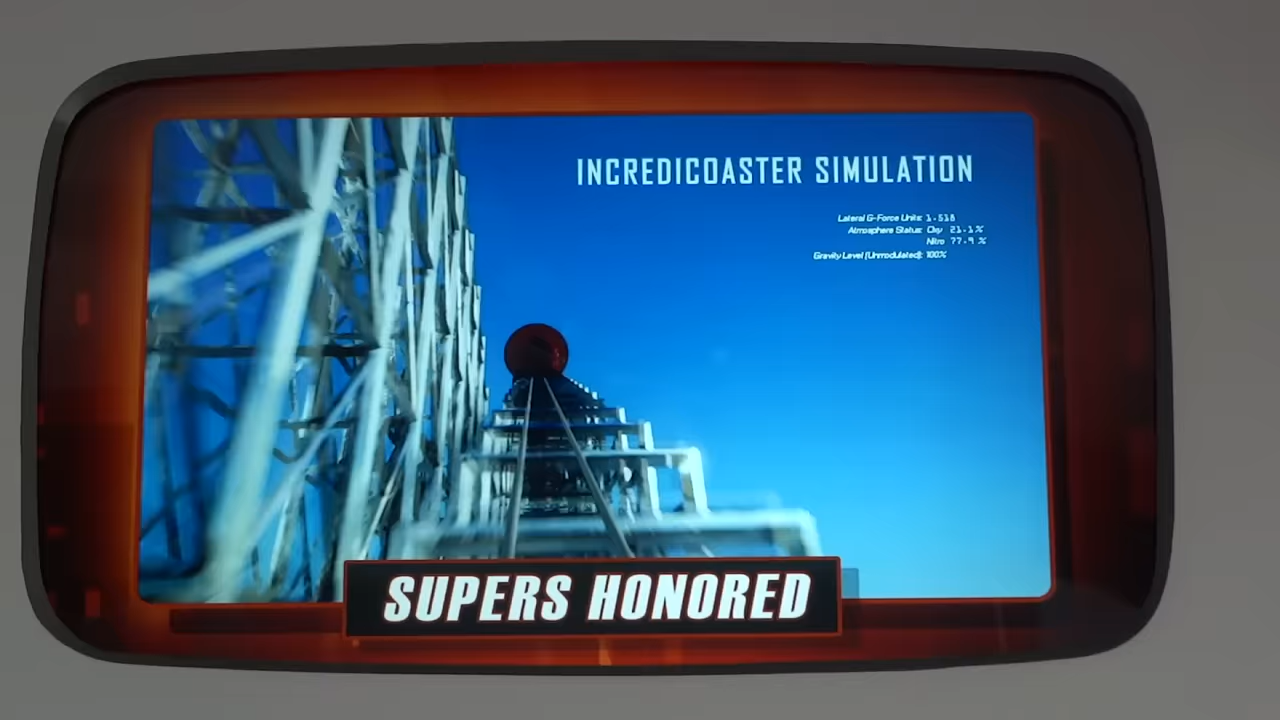 INCREDICOASTER SIMULATION
Lateral G-Force Units: 1.518
Atmosphere Status: Oxy 21.1%
Nitro 77.9 %
Gravity Level (Unmodulated): 100%
SUPERS HONORED